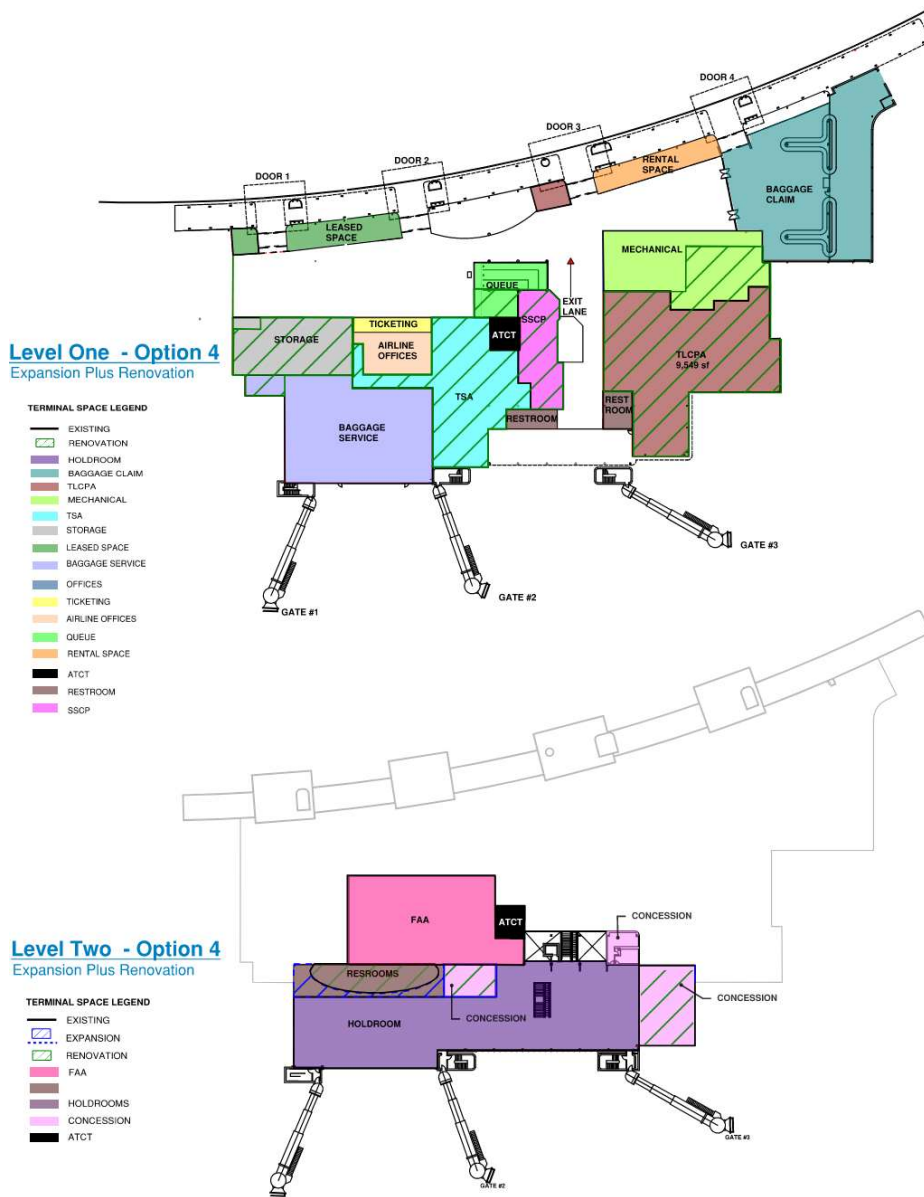 DOOR 4
DOOR 3
DOOR 2
DOOR 1
RENTAL
SPACE
BAGGAGE
CLAIM
LEASED
SPACE
MECHANICAL
QUEUE
EXIT
LANE
SSCP
TICKETING
ATCT
STORAGE
AIRLINE
OFFICES
TLCPA
9,549 sf
TSA
REST
ROOM
RESTROOM
BAGGAGE
SERVICE
GATE #3
GATE #2
GATE #1
Level One - Option 4
Expansion Plus Renovation
TERMINAL SPACE LEGEND
EXISTING
RENOVATION
HOLDROOM
BAGGAGE CLAIM
TLCPA
MECHANICAL
TSA
STORAGE
LEASED SPACE
BAGGAGE SERVICE
OFFICES
TICKETING
AIRLINE OFFICES
QUEUE
RENTAL SPACE
ATCT
RESTROOM
SSCP
FAA
ATCT
CONCESSION
RESROOMS
CONCESSION
CONCESSION
HOLDROOM
GATE #3
GATE #2
Level Two - Option 4
Expansion Plus Renovation
TERMINAL SPACE LEGEND
EXISTING
EXPANSION
RENOVATION
FAA
HOLDROOMS
CONCESSION
ATCT